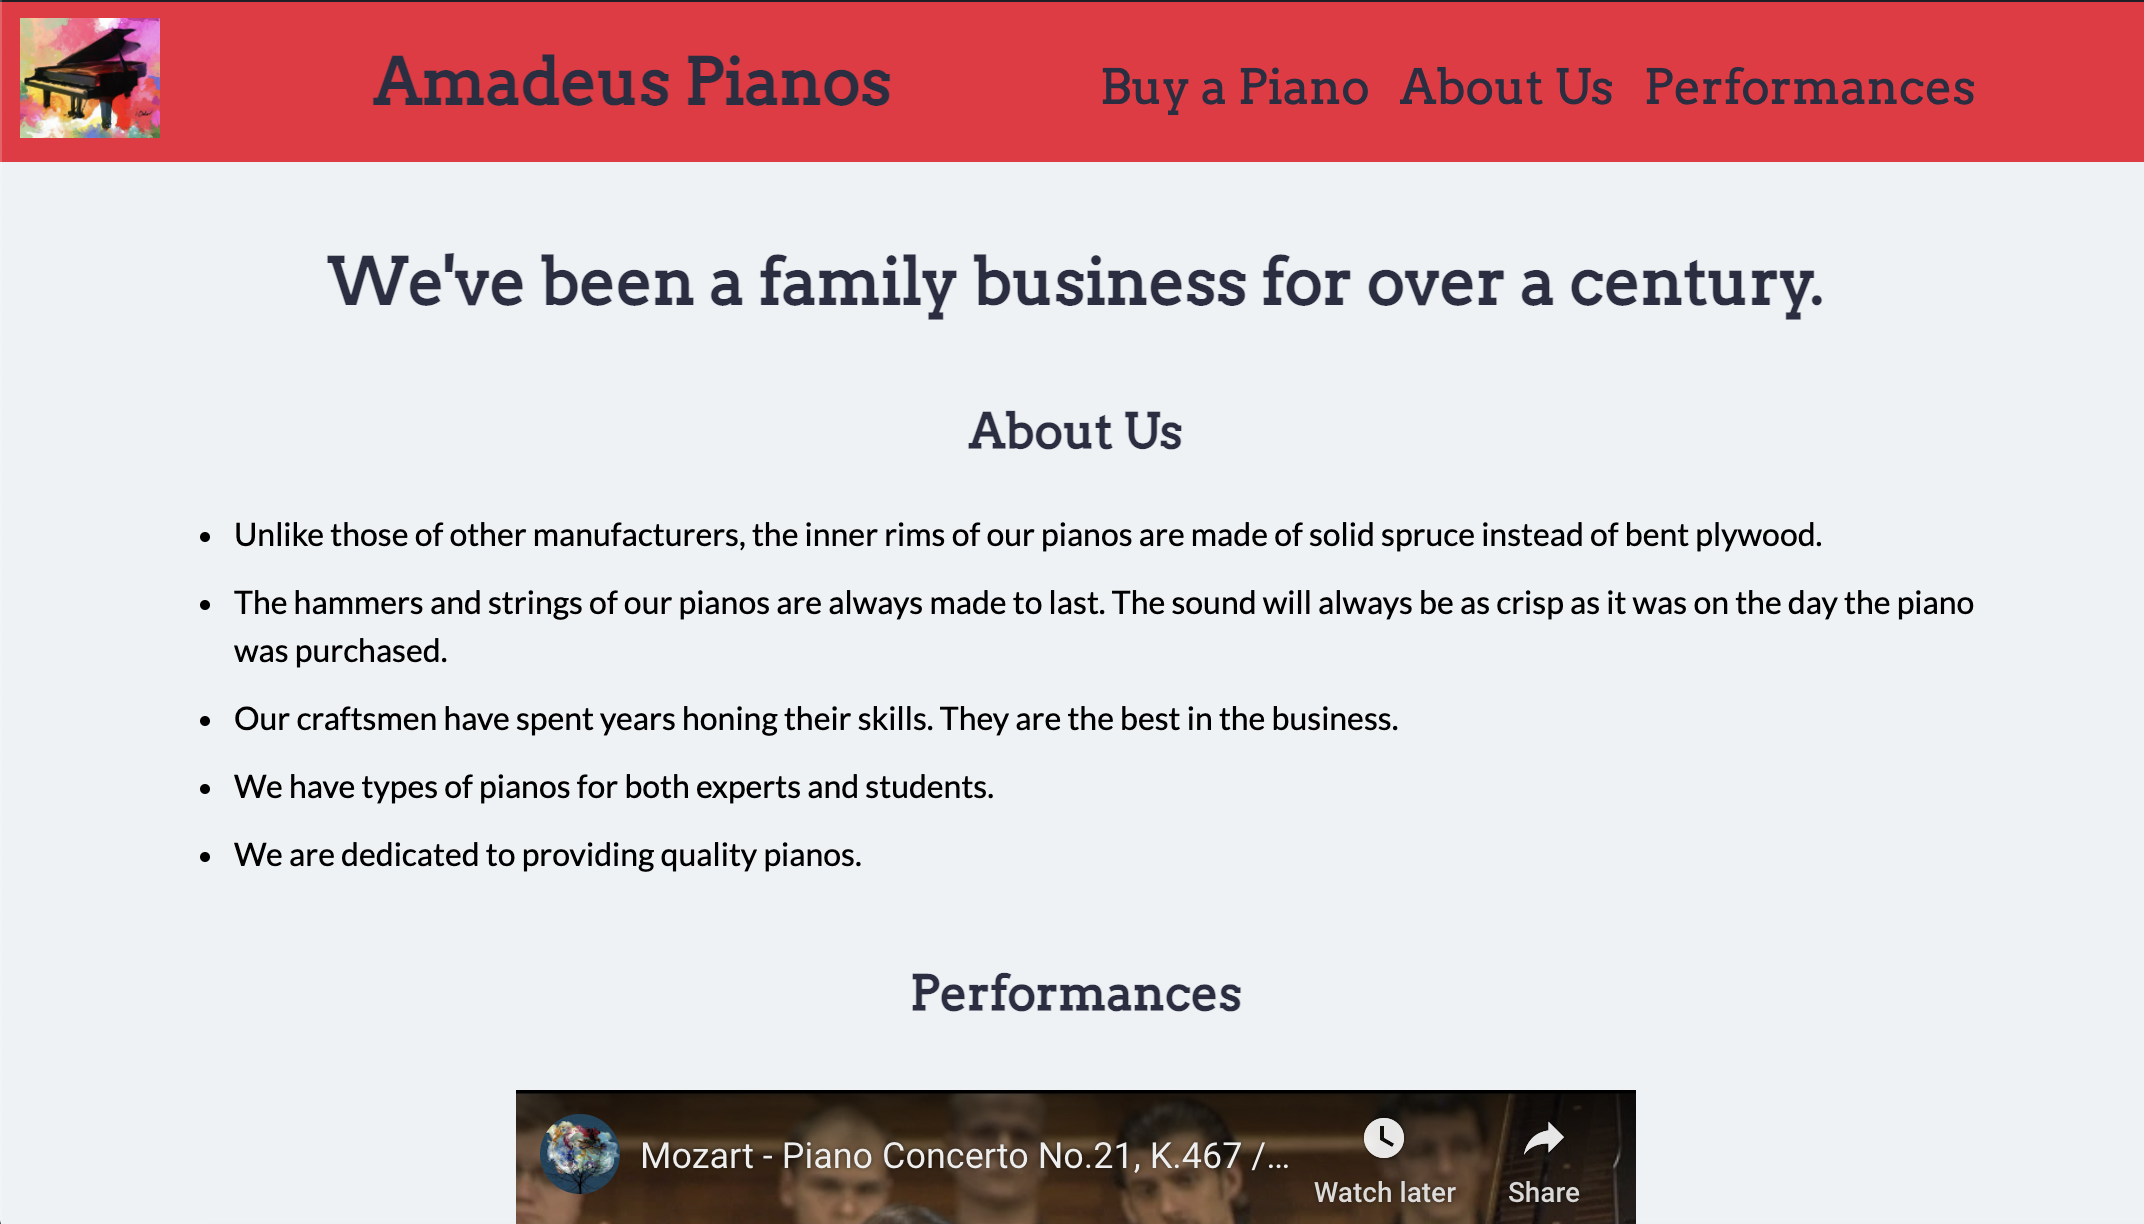 Amadeus Pianos
Buy a Piano About Us Performances
We've been a family business for over a century.
About Us
• Unlike those of other manufacturers, the inner rims of our pianos are made of solid spruce instead of bent plywood.
• The hammers and strings of our pianos are always made to last. The sound will always be as crisp as it was on the day the piano
was purchased.
• Our craftsmen have spent years honing their skills. They are the best in the business.
• We have types of pianos for both experts and students.
• We are dedicated to providing quality pianos.
Performances
Mozart - Piano Concerto No.21, K.467 /...
Watch later
Share